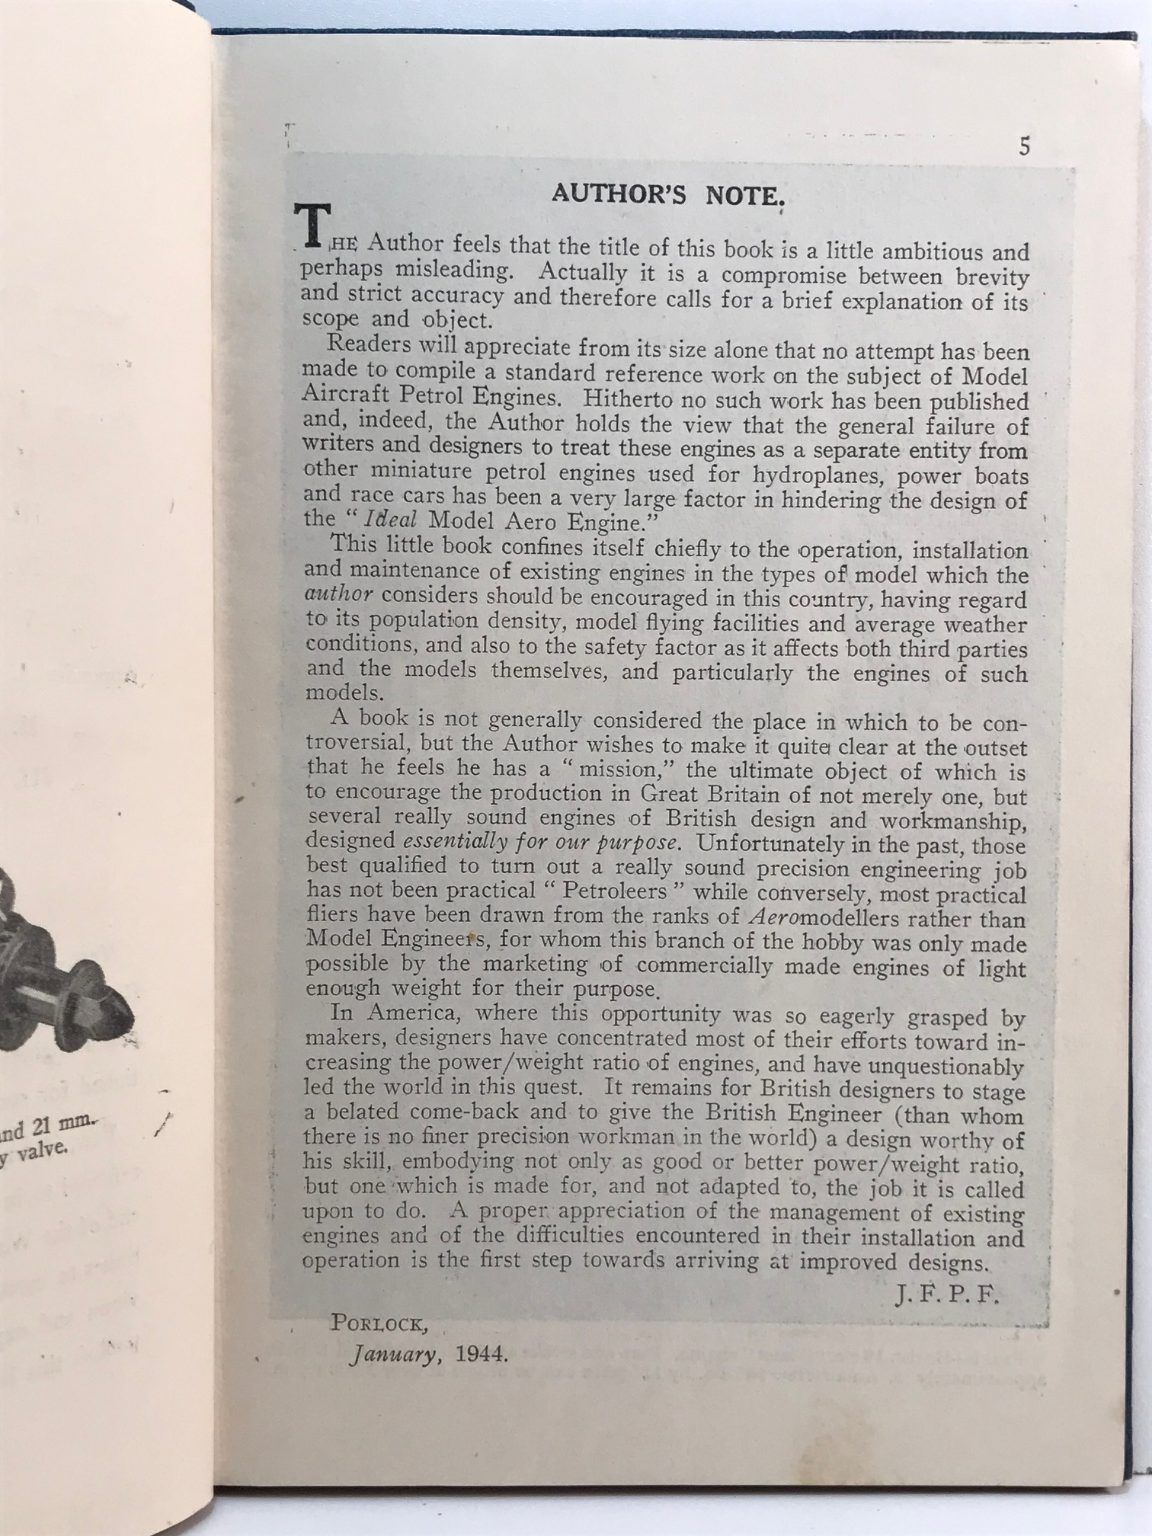 nd 21 mm.
valve.
5
AUTHOR'S NOTE.
THE Author feels that the title of this book is a little ambitious and
perhaps misleading. Actually it is a compromise between brevity
and strict accuracy and therefore calls for a brief explanation of its
scope and object.
Readers will appreciate from its size alone that no attempt has been
made to compile a standard reference work on the subject of Model
Aircraft Petrol Engines. Hitherto no such work has been published
and, indeed, the Author holds the view that the general failure of
writers and designers to treat these engines as a separate entity from
other miniature petrol engines used for hydroplanes, power boats
and race cars has been a very large factor in hindering the design of
the "Ideal Model Aero Engine."
This little book confines itself chiefly to the operation, installation
and maintenance of existing engines in the types of model which the
author considers should be encouraged in this country, having regard
to its population density, model flying facilities and average weather
conditions, and also to the safety factor as it affects both third parties
and the models themselves, and particularly the engines of such
models.
A book is not generally considered the place in which to be con-
troversial, but the Author wishes to make it quite clear at the outset
that he feels he has a "mission," the ultimate object of which is
to encourage the production in Great Britain of not merely one, but
several really sound engines of British design and workmanship,
designed essentially for our purpose. Unfortunately in the past, those
best qualified to turn out a really sound precision engineering job
has not been practical "Petroleers" while conversely, most practical
fliers have been drawn from the ranks of Aeromodellers rather than
Model Engineers, for whom this branch of the hobby was only made
possible by the marketing of commercially made engines of light
enough weight for their purpose.
In America, where this opportunity was so eagerly grasped by
makers, designers have concentrated most of their efforts toward in-
creasing the power/weight ratio of engines, and have unquestionably
led the world in this quest. It remains for British designers to stage
a belated come-back and to give the British Engineer (than whom
there is no finer precision workman in the world) a design worthy of
his skill, embodying not only as good or better power/weight ratio,
but one which is made for, and not adapted to, the job it is called
upon to do. A proper appreciation of the management of existing
engines and of the difficulties encountered in their installation and
operation is the first step towards arriving at improved designs.
J. F. P. F.
PORLOCK,
January, 1944.